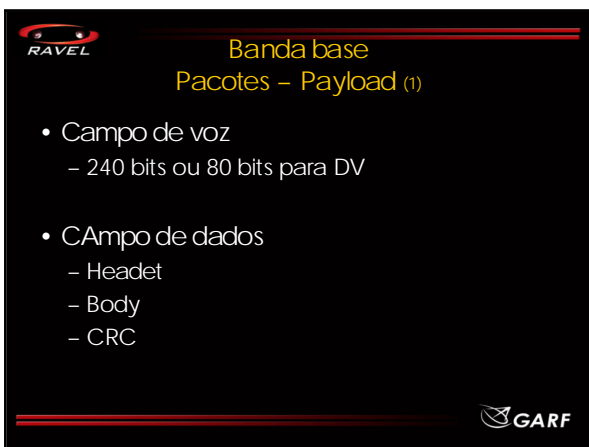 RAVEL
Banda base
Pacotes – Payload (1)
• Campo de voz
– 240 bits ou 80 bits para DV
• CAmpo de dados
– Headet
– Body
– CRC
GARF